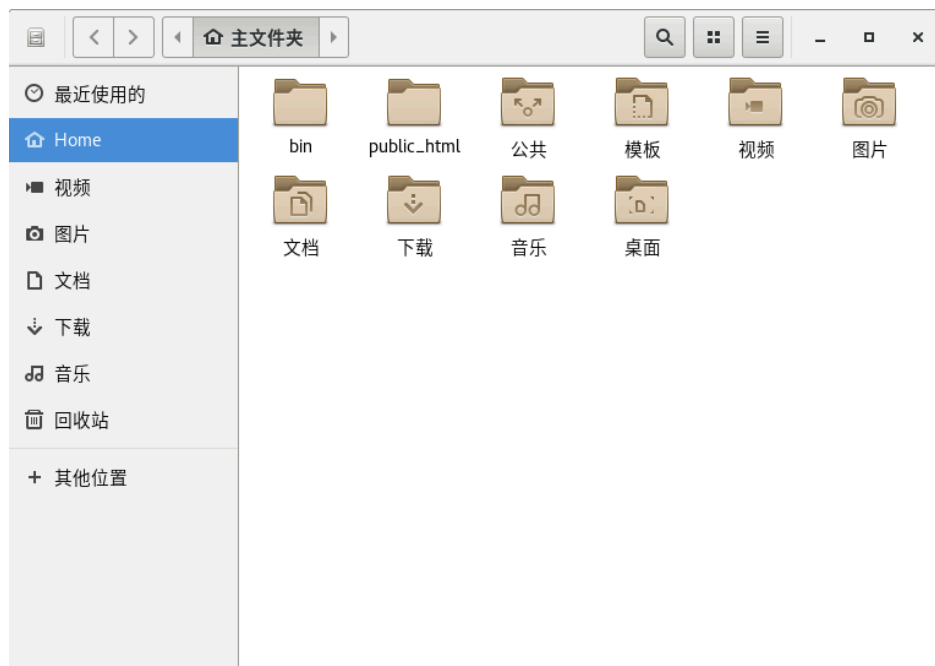 主文件夹
最近使用的
Home
视频
图片
文档
下载
音乐
回收站
其他位置
bin
public_html
公共
模板
视频
图片
文档
下载
音乐
桌面